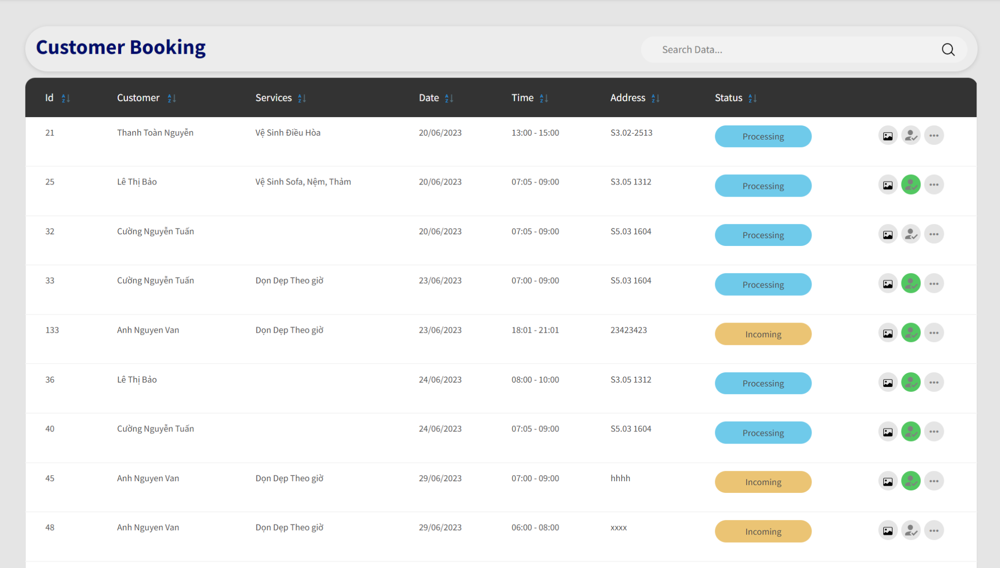 Customer Booking
Search Data...
Id Customer Services Date Time Address Status
21 Thanh Toàn Nguyễn Vệ Sinh Điều Hòa 20/06/2023 13:00 - 15:00 S3.02-2513 Processing
25 Lê Thị Bảo Vệ Sinh Sofa, Nệm, Thảm 20/06/2023 07:05 - 09:00 S3.05 1312 Processing
32 Cường Nguyễn Tuấn 20/06/2023 07:05 - 09:00 S5.03 1604 Processing
33 Cường Nguyễn Tuấn Dọn Dẹp Theo giờ 23/06/2023 07:00 - 09:00 S5.03 1604 Processing
133 Anh Nguyen Van Dọn Dẹp Theo giờ 23/06/2023 18:01 - 21:01 23423423 Incoming
36 Lê Thị Bảo 24/06/2023 08:00 - 10:00 S3.05 1312 Processing
40 Cường Nguyễn Tuấn 24/06/2023 07:05 - 09:00 S5.03 1604 Processing
45 Anh Nguyen Van Dọn Dẹp Theo giờ 29/06/2023 07:00 - 09:00 hhhh Incoming
48 Anh Nguyen Van Dọn Dẹp Theo giờ 29/06/2023 06:00 - 08:00 xxxx Incoming